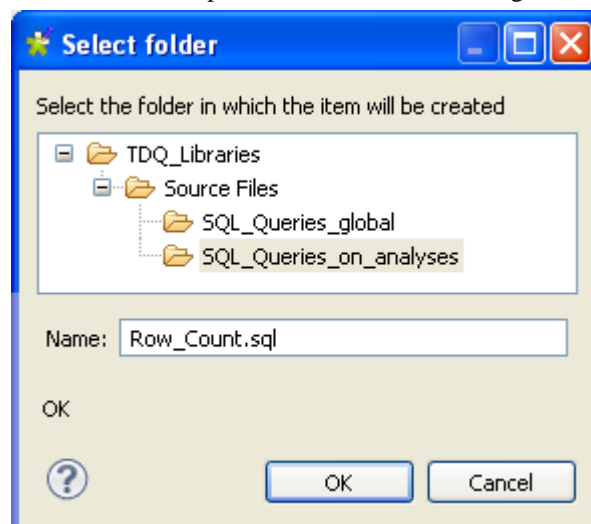 Select folder
Select the folder in which the item will be created
TDQ_Libraries
Source Files
SQL_Queries_global
SQL_Queries_on_analyses
Name: Row_Count.sql
OK
?
OK Cancel